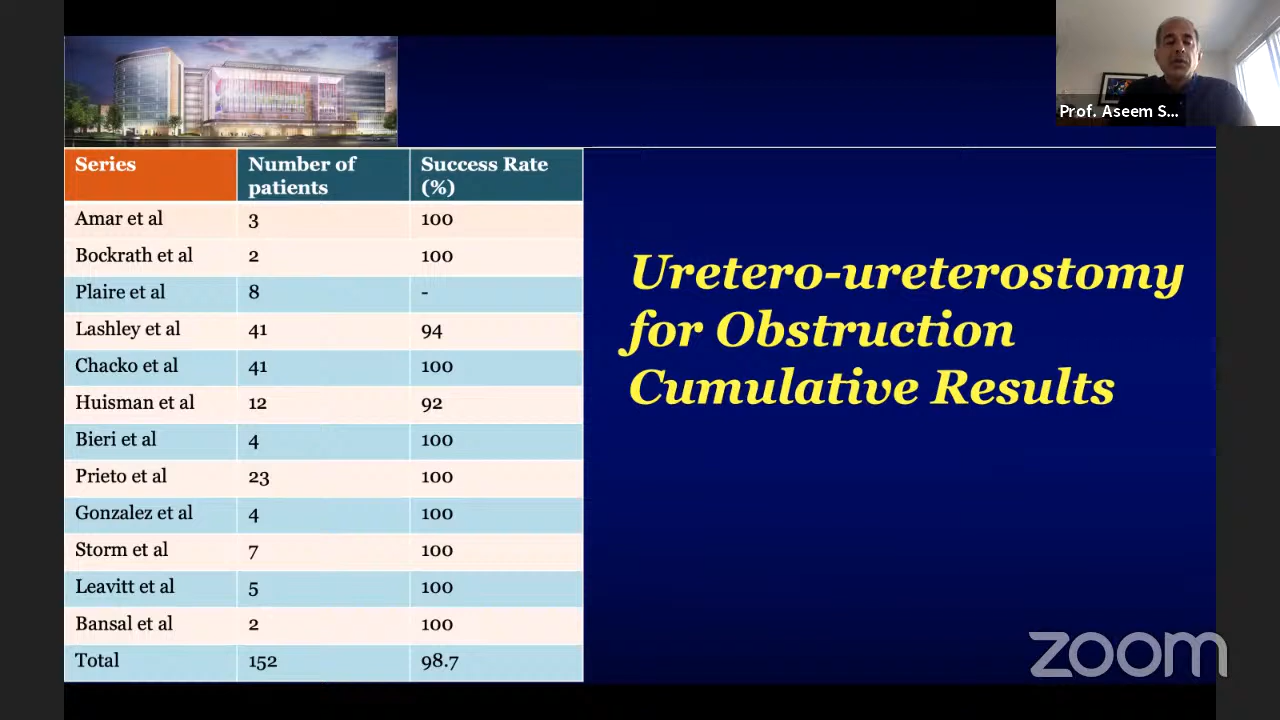 Prof. Aseem S...
Series Number of patients Success Rate (%)
Amar et al 3 100
Bockrath et al 2 100
Plaire et al 8 -
Lashley et al 41 94
Chacko et al 41 100
Huisman et al 12 92
Bieri et al 4 100
Prieto et al 23 100
Gonzalez et al 4 100
Storm et al 7 100
Leavitt et al 5 100
Bansal et al 2 100
Total 152 98.7
Uretero-ureterostomy
for Obstruction
Cumulative Results
zoom